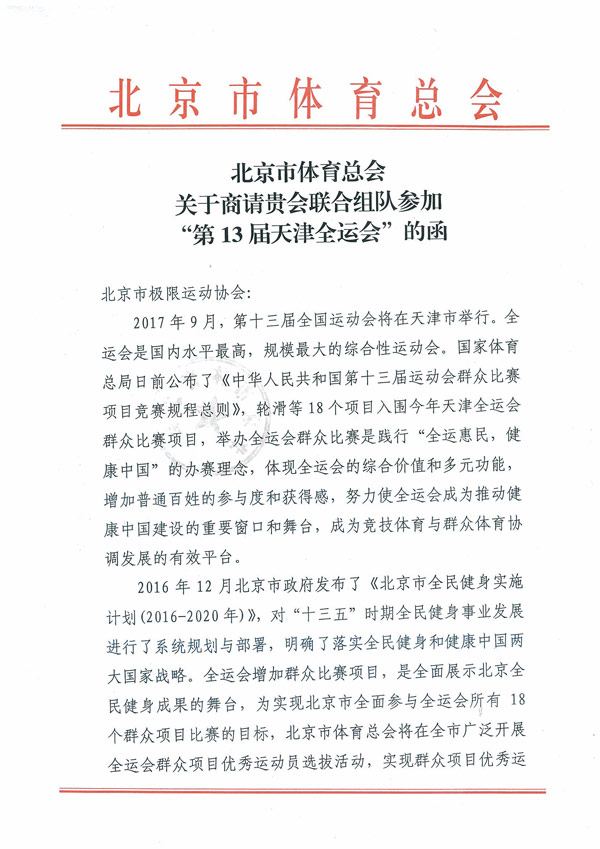 北京市体育总会
北京市体育总会
关于商请贵会联合组队参加
“第 13 届天津全运会”的函
北京市极限运动协会：
2017 年 9 月，第十三届全国运动会将在天津市举行。全
运会是国内水平最高，规模最大的综合性运动会。国家体育
总局日前公布了《中华人民共和国第十三届运动会群众比赛
项目竞赛规程总则》，轮滑等 18 个项目入围今年天津全运会
群众比赛项目，举办全运会群众比赛是践行“全运惠民，健
康中国”的办赛理念，体现全运会的综合价值和多元功能，
增加普通百姓的参与度和获得感，努力使全运会成为推动健
康中国建设的重要窗口和舞台，成为竞技体育与群众体育协
调发展的有效平台。
2016 年 12 月北京市政府发布了《北京市全民健身实施
计划(2016-2020 年)》，对“十三五”时期全民健身事业发展
进行了系统规划与部署，明确了落实全民健身和健康中国两
大国家战略。全运会增加群众比赛项目，是全面展示北京全
民健身成果的舞台，为实现北京市全面参与全运会所有 18
个群众项目比赛的目标，北京市体育总会将在全市广泛开展
全运会群众项目优秀运动员选拔活动，实现群众项目优秀运